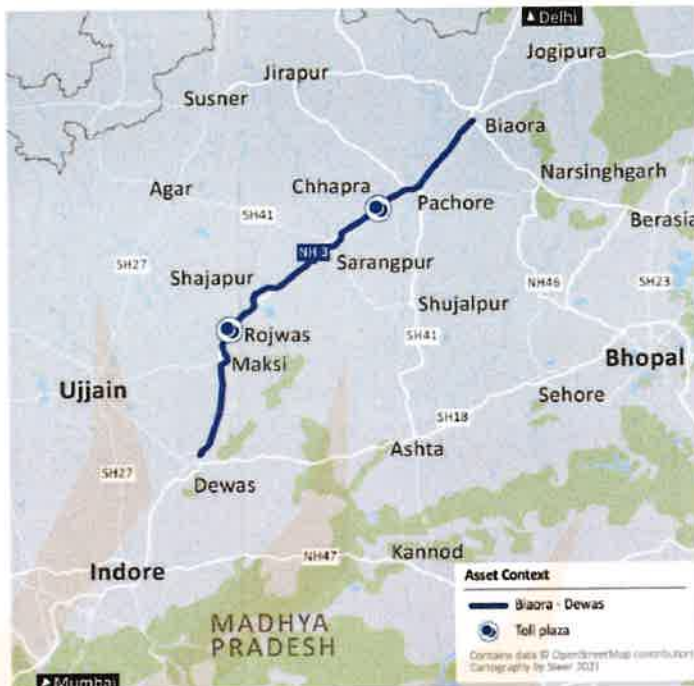 Delhi
Jogipura
Jirapur
Susner
Biaora
Narsinghgarh
Agar
Chhapra
Pachore
SH41
Berasia
NH 3
Sarangpur
SH27
Shajapur
NH46
SH23
Shujalpur
Rojwas
SH41
Maksi
Bhopal
Ujjain
Sehore
SH18
Ashta
SH27
Dewas
NH47
Kannod
Indore
Asset Context
Biaora - Dewas
Toll plaza
MADHYA
PRADESH
Contains data © OpenStreetMap contributors
Cartography by Steer 2021
Mumbai